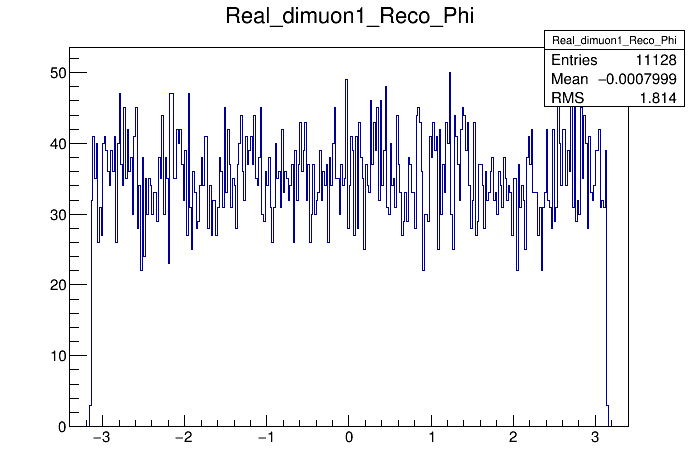 Real_dimuon1_Reco_Phi
Real_dimuon1_Reco_Phi
Entries 11128
Mean −0.0007999
RMS 1.814
50
40
30
20
10
0
−3 −2 −1 0 1 2 3